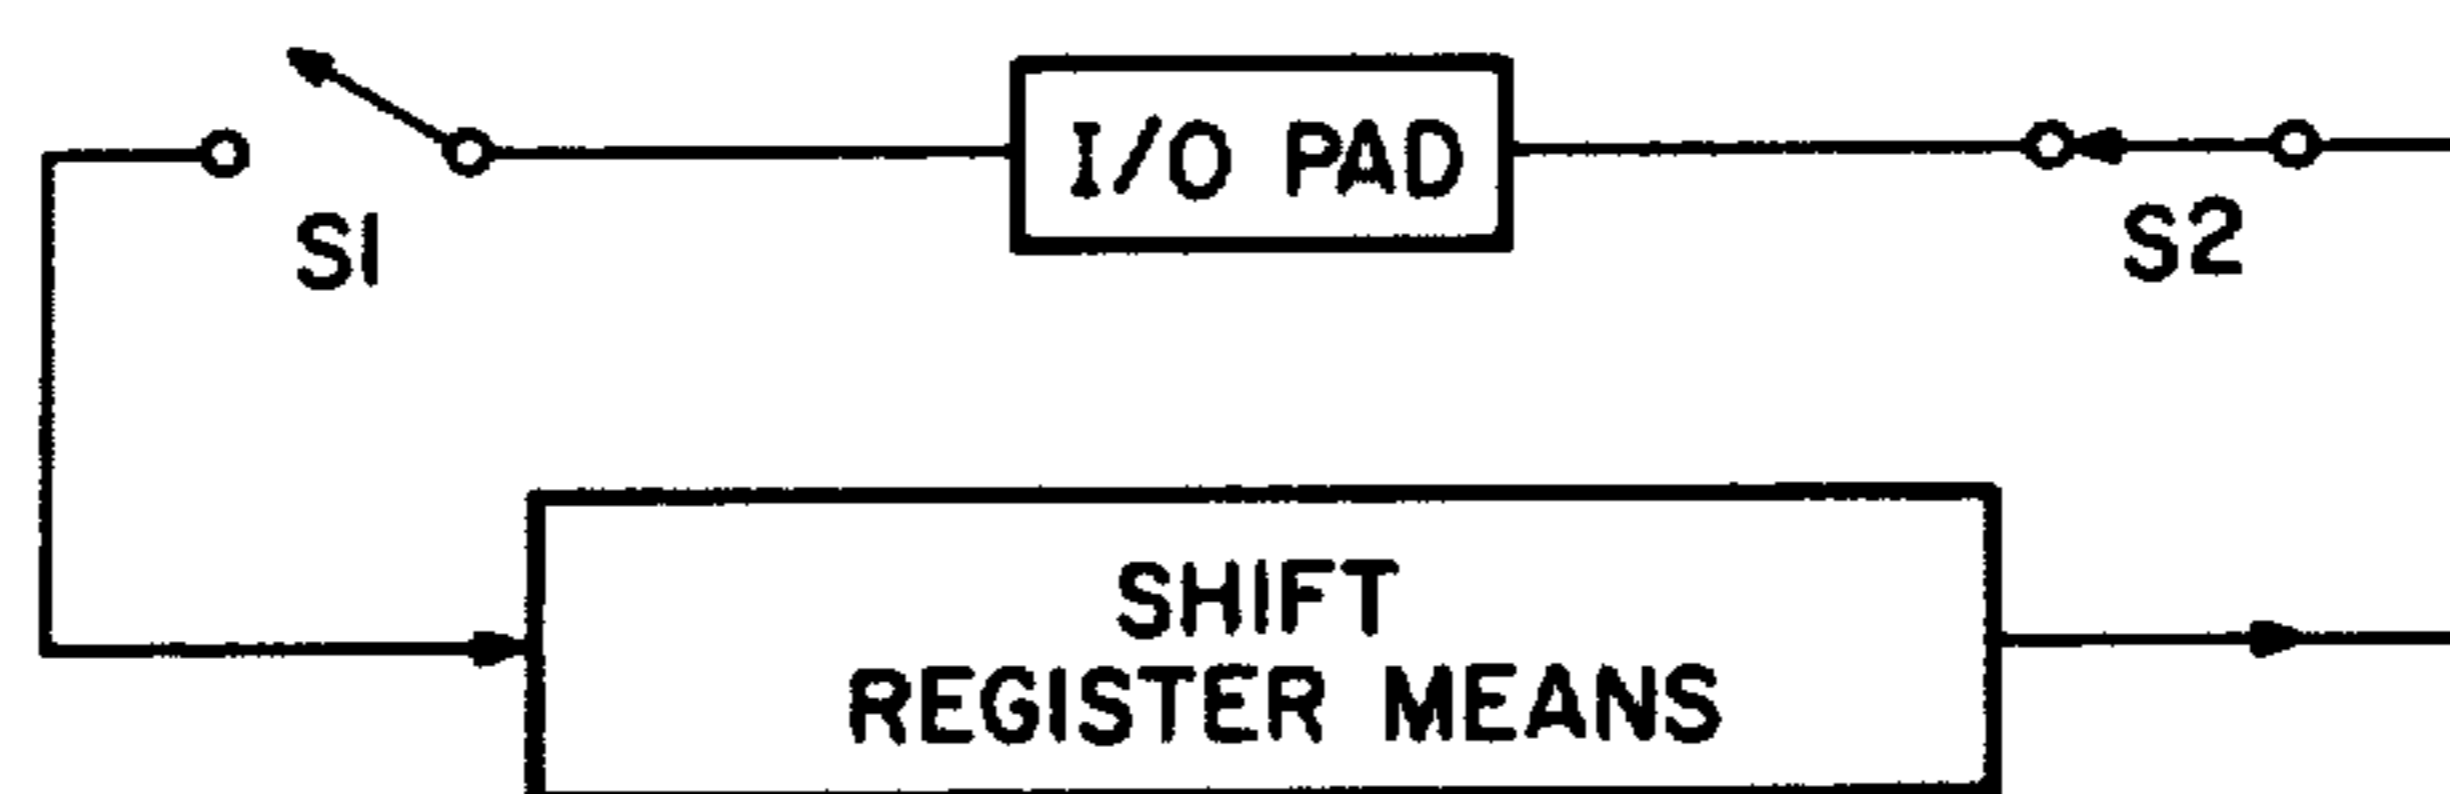 I/O PAD
S1
S2
SHIFT
REGISTER MEANS